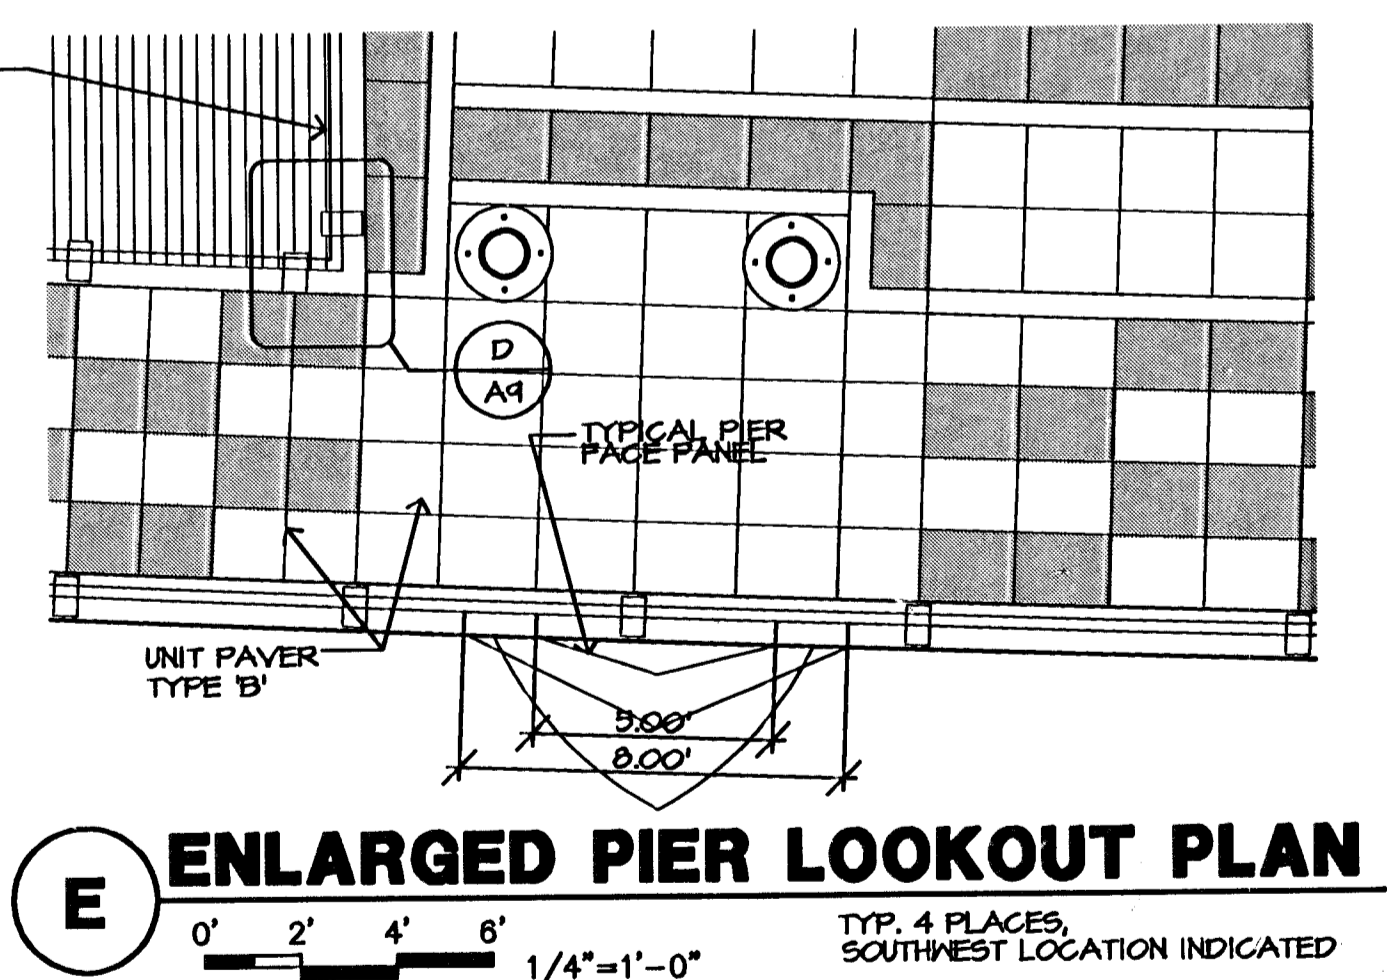 D
A9
TYPICAL PIER
FACE PANEL
UNIT PAVER
TYPE 'B'
5.00'
8.00'
E
ENLARGED PIER LOOKOUT PLAN
0' 2' 4' 6'
1/4"=1'-0"
TYP. 4 PLACES,
SOUTHWEST LOCATION INDICATED